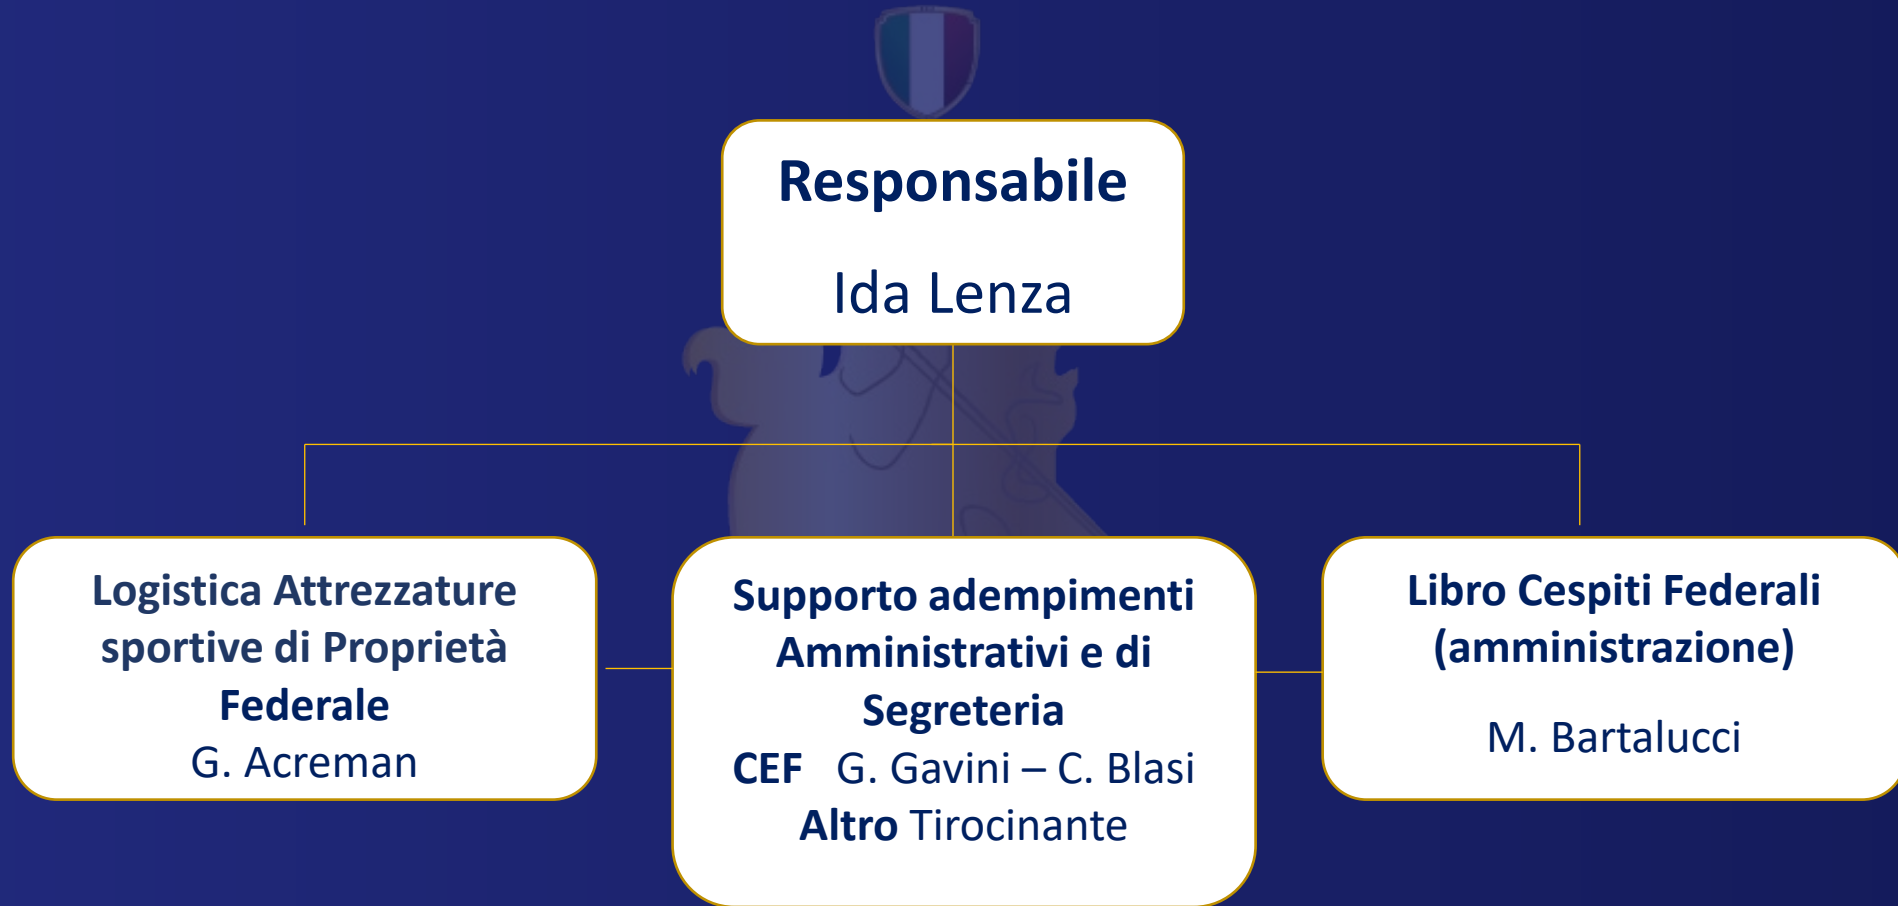 Responsabile
Ida Lenza
Logistica Attrezzature
sportive di Proprietà
Federale
G. Acreman
Supporto adempimenti
Amministrativi e di
Segreteria
CEF G. Gavini – C. Blasi
Altro Tirocinante
Libro Cespiti Federali
(amministrazione)
M. Bartalucci